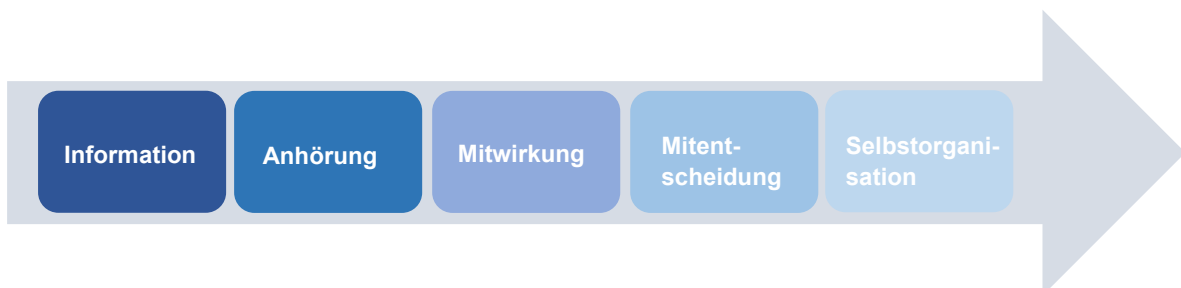 Information
Anhörung
Mitwirkung
Mitent-
scheidung
Selbstorgani-
sation